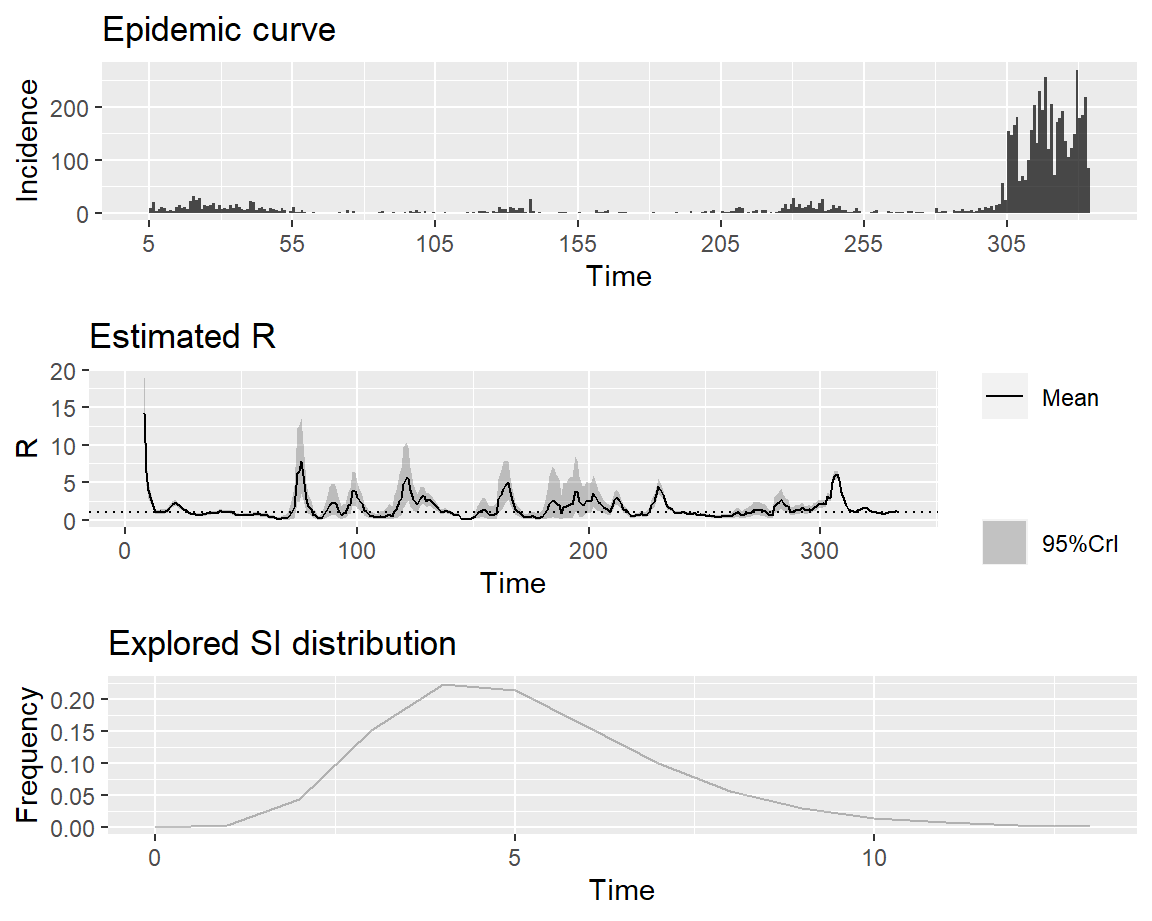 Epidemic curve
Incidence
200
100
0
5 55 105 155 205 255 305
Time
Estimated R
R
20
15
10
5
0
0 100 200 300
Time
Mean
95%CrI
Explored SI distribution
Frequency
0.20
0.15
0.10
0.05
0.00
0 5 10
Time